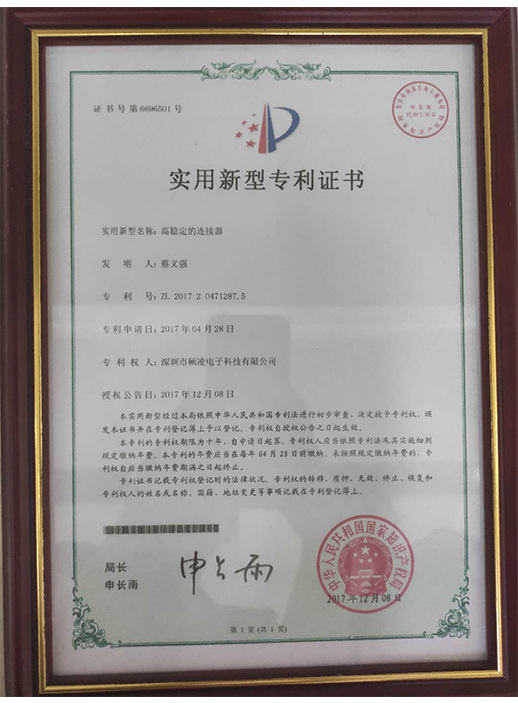 证书号第6696501号
实用新型专利证书
实用新型名称：高稳定的连接器
发明人：蔡文强
专利号：ZL 2017 2 0471287.5
专利申请日：2017年04月28日
专利权人：深圳市硕凌电子科技有限公司
授权公告日：2017年12月08日
本实用新型经过本局依照中华人民共和国专利法进行初步审查，决定授予专利权，颁
发本证书并在专利登记簿上予以登记。专利权自授权公告之日起生效。
本专利的专利权期限为十年，自申请日起算。专利权人应当依照专利法及其实施细则
规定缴纳年费。本专利的年费应当在每年04月28日前缴纳。未按照规定缴纳年费的，专
利权自应当缴纳年费期满之日起终止。
专利证书记载专利权登记时的法律状况。专利权的转移、质押、无效、终止、恢复和
专利权人的姓名或名称、国籍、地址变更等事项记载在专利登记簿上。
局长
申长雨
申长雨
中华人民共和国国家知识产权局
2017年12月08日
第1页(共1页)